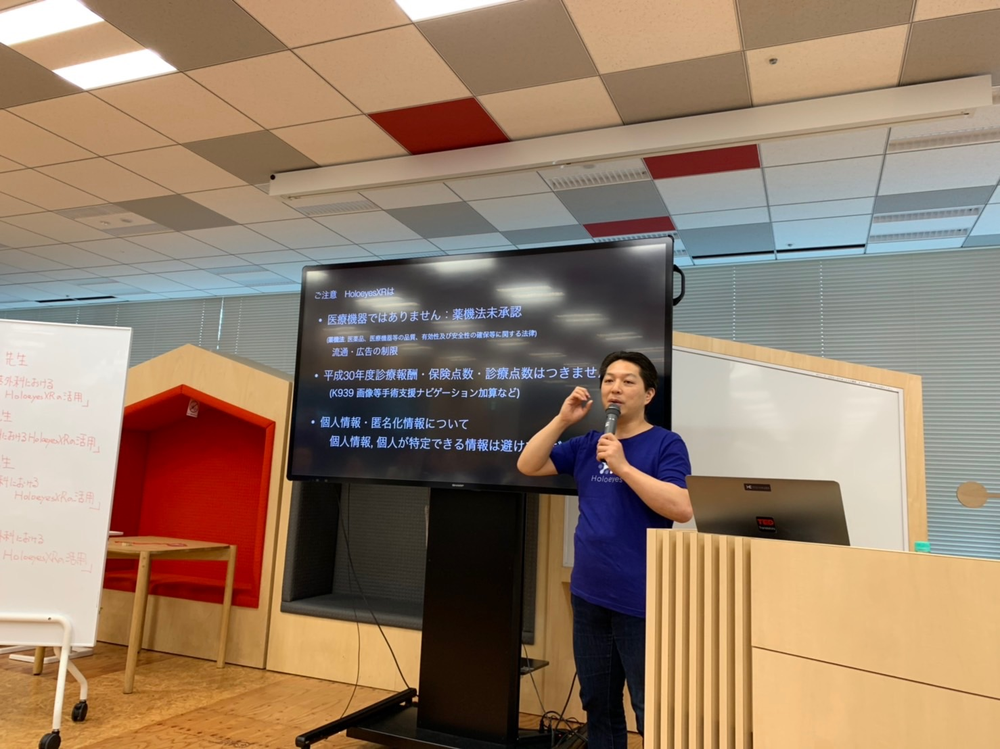 ご注意 HoloeyesXRは
・医療機器ではありません：薬機法未承認
(薬機法: 医薬品、医療機器等の品質、有効性及び安全性の確保等に関する法律)
流通・広告の制限
・平成30年度診療報酬・保険点数・診療点数はつきませ
(K939 画像等手術支援ナビゲーション加算など)
・個人情報・匿名化情報について
個人情報, 個人が特定できる情報は避け
SHARP
先生
外科における
HoloeyesXRの活用」
生
におけるHoloeyesXRの活用」
生
科における
HoloeyesXRの活用」
外科における
HoloeyesXRの活用」
Holoeyes
TED